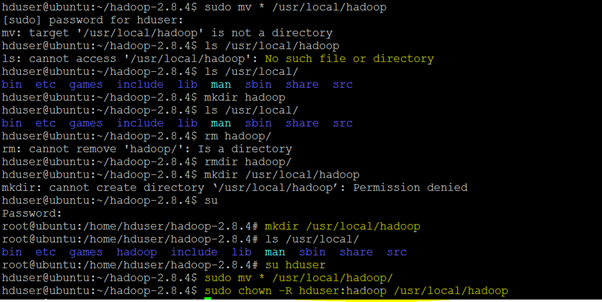 hduser@ubuntu:~/hadoop-2.8.4$ sudo mv * /usr/local/hadoop
[sudo] password for hduser:
mv: target '/usr/local/hadoop' is not a directory
hduser@ubuntu:~/hadoop-2.8.4$ ls /usr/local/hadoop
ls: cannot access '/usr/local/hadoop': No such file or directory
hduser@ubuntu:~/hadoop-2.8.4$ ls /usr/local/
bin etc games include lib man sbin share src
hduser@ubuntu:~/hadoop-2.8.4$ mkdir hadoop
hduser@ubuntu:~/hadoop-2.8.4$ ls /usr/local/
bin etc games include lib man sbin share src
hduser@ubuntu:~/hadoop-2.8.4$ rm hadoop/
rm: cannot remove 'hadoop/': Is a directory
hduser@ubuntu:~/hadoop-2.8.4$ rmdir hadoop/
hduser@ubuntu:~/hadoop-2.8.4$ mkdir /usr/local/hadoop
mkdir: cannot create directory ‘/usr/local/hadoop’: Permission denied
hduser@ubuntu:~/hadoop-2.8.4$ su
Password:
root@ubuntu:/home/hduser/hadoop-2.8.4# mkdir /usr/local/hadoop
root@ubuntu:/home/hduser/hadoop-2.8.4# ls /usr/local/
bin etc games hadoop include lib man sbin share src
root@ubuntu:/home/hduser/hadoop-2.8.4# su hduser
hduser@ubuntu:~/hadoop-2.8.4$ sudo mv * /usr/local/hadoop/
hduser@ubuntu:~/hadoop-2.8.4$ sudo chown -R hduser:hadoop /usr/local/hadoop